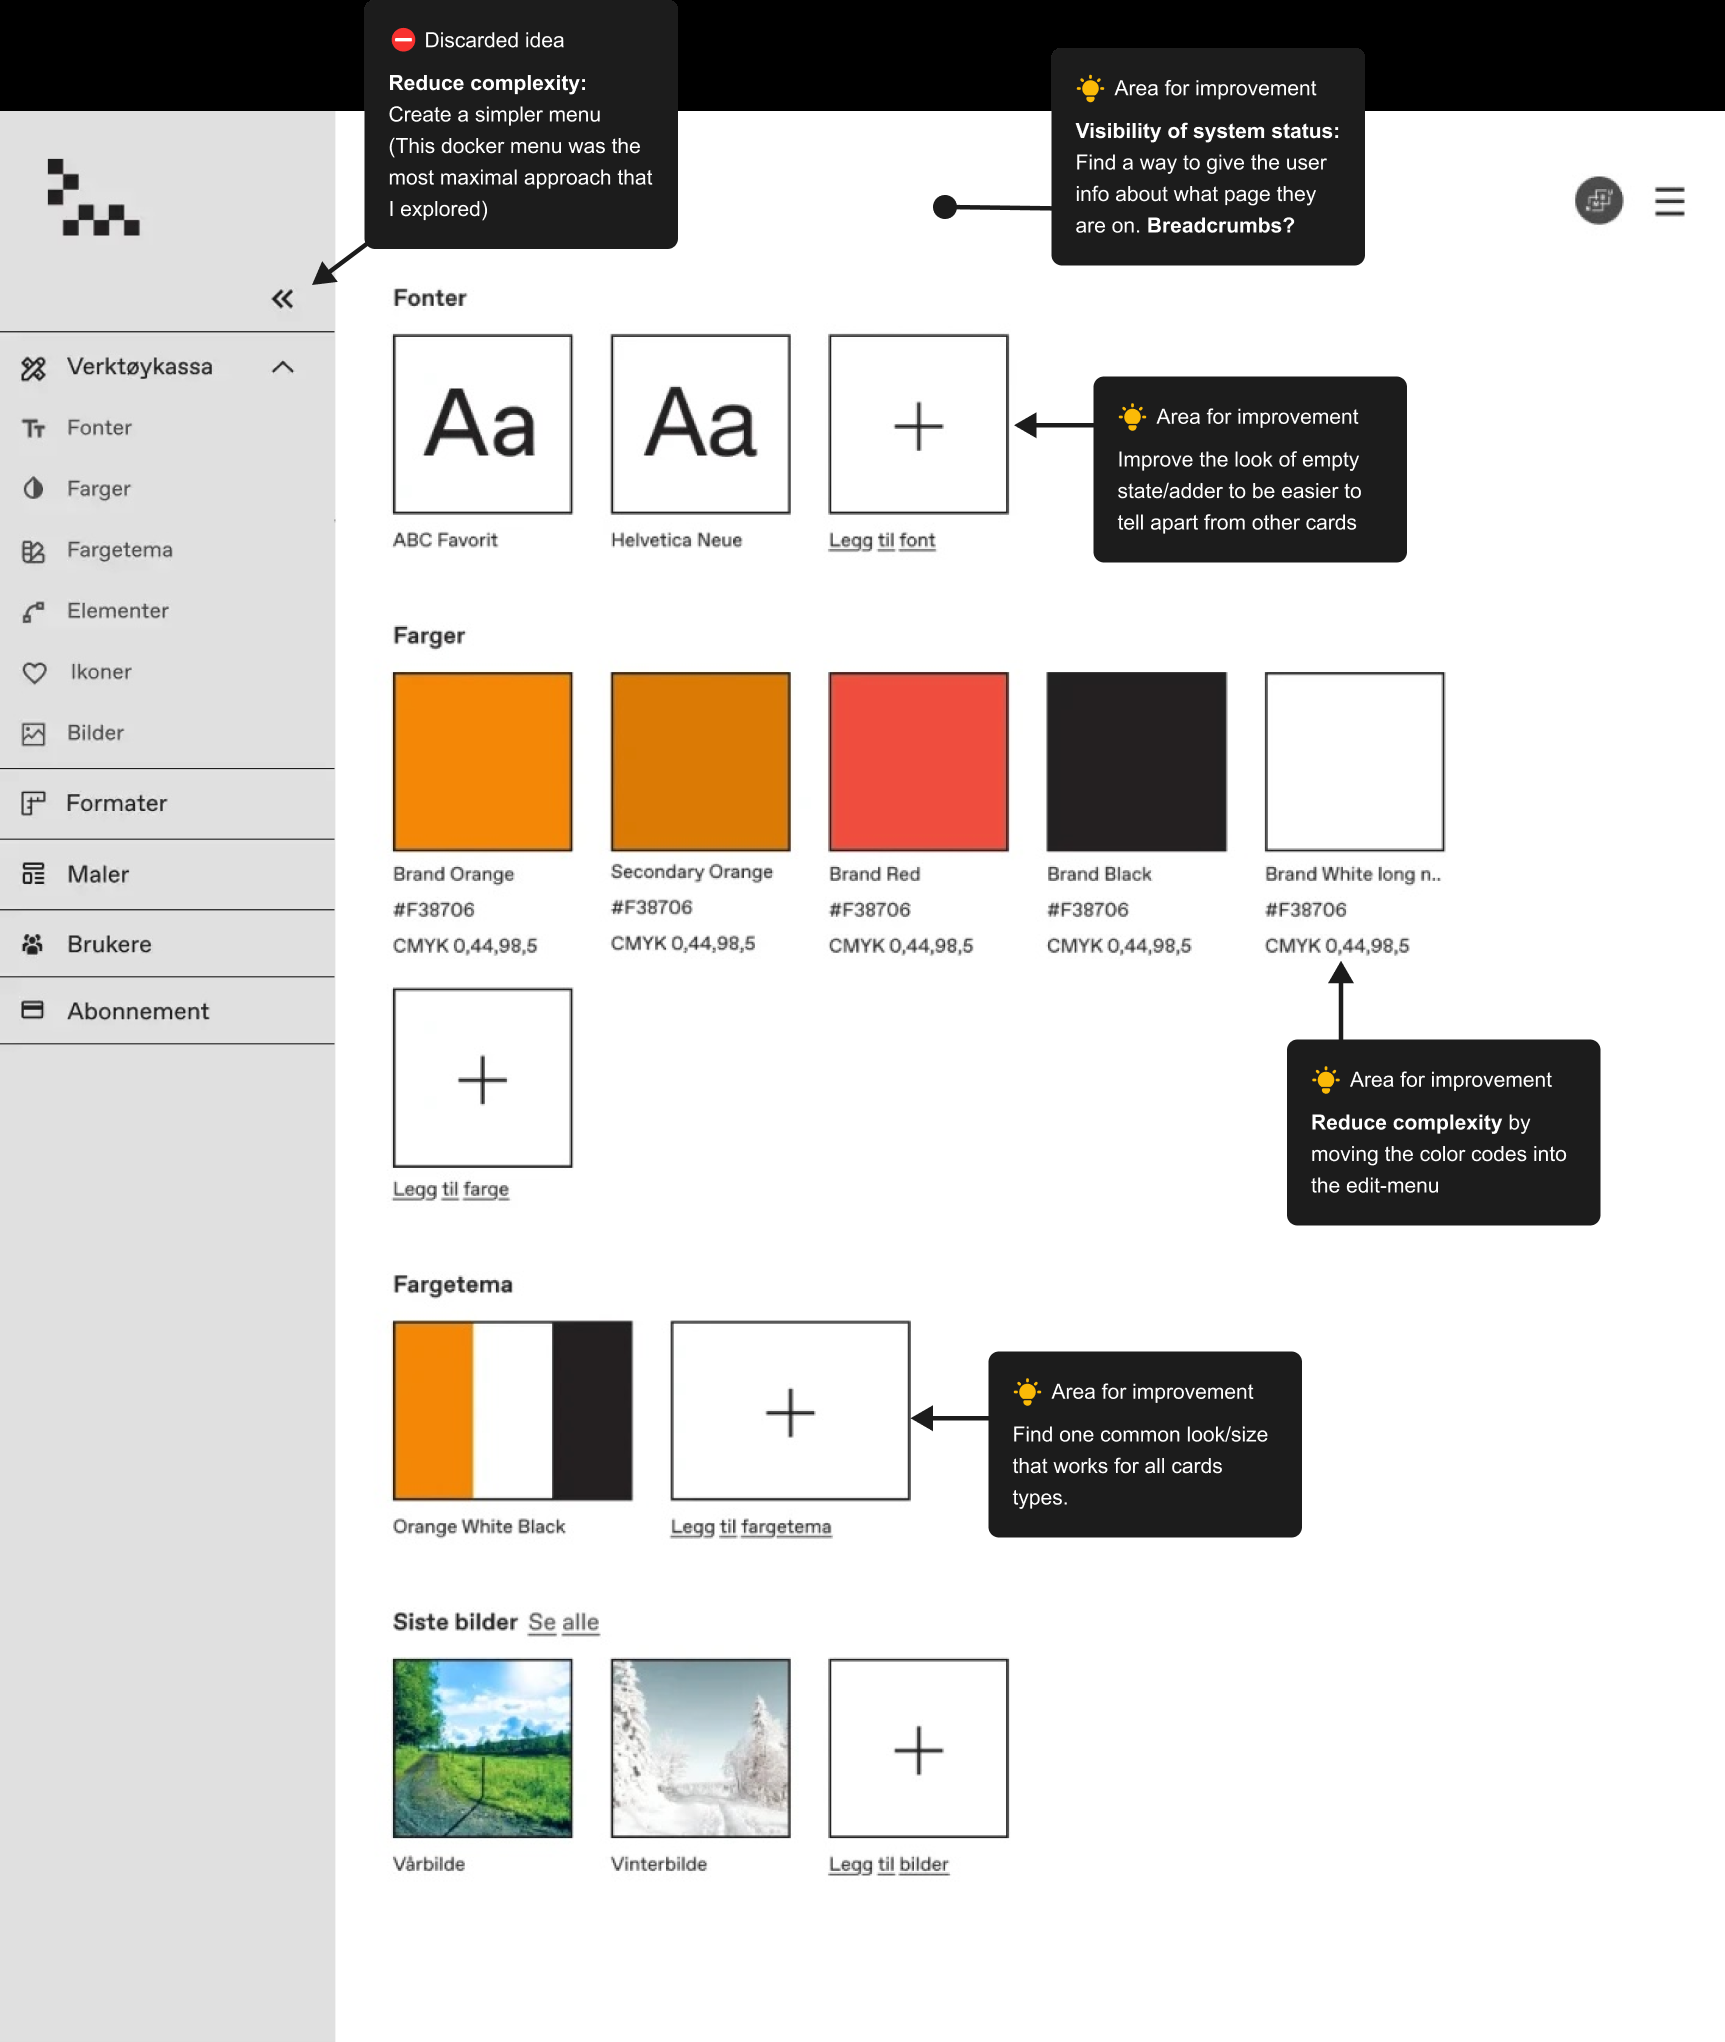 Discarded idea
Reduce complexity:
Create a simpler menu
(This docker menu was the
most maximal approach that
I explored)
Area for improvement
Visibility of system status:
Find a way to give the user
info about what page they
are on. Breadcrumbs?
Verktøykassa
Fonter
Farger
Fargetema
Elementer
Ikoner
Bilder
Formater
Maler
Brukere
Abonnement
Fonter
Aa
Aa
ABC Favorit
Helvetica Neue
Legg til font
Area for improvement
Improve the look of empty
state/adder to be easier to
tell apart from other cards
Farger
Brand Orange
#F38706
CMYK 0,44,98,5
Secondary Orange
#F38706
CMYK 0,44,98,5
Brand Red
#F38706
CMYK 0,44,98,5
Brand Black
#F38706
CMYK 0,44,98,5
Brand White long n..
#F38706
CMYK 0,44,98,5
Legg til farge
Area for improvement
Reduce complexity by
moving the color codes into
the edit-menu
Fargetema
Orange White Black
Legg til fargetema
Area for improvement
Find one common look/size
that works for all cards
types.
Siste bilder Se alle
Vårbilde
Vinterbilde
Legg til bilder